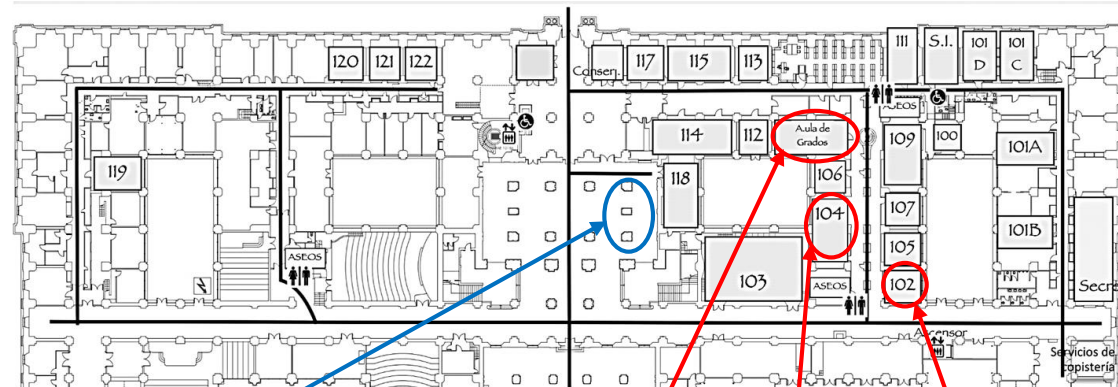 120
121
122
Conser.
117
115
113
111
S.I.
101
D
101
C
ASEOS
114
112
Aula de
Grados
109
100
101A
119
118
106
104
107
101B
105
ASEOS
103
ASEOS
102
Secre
Ascensor
Servicios de
copistería